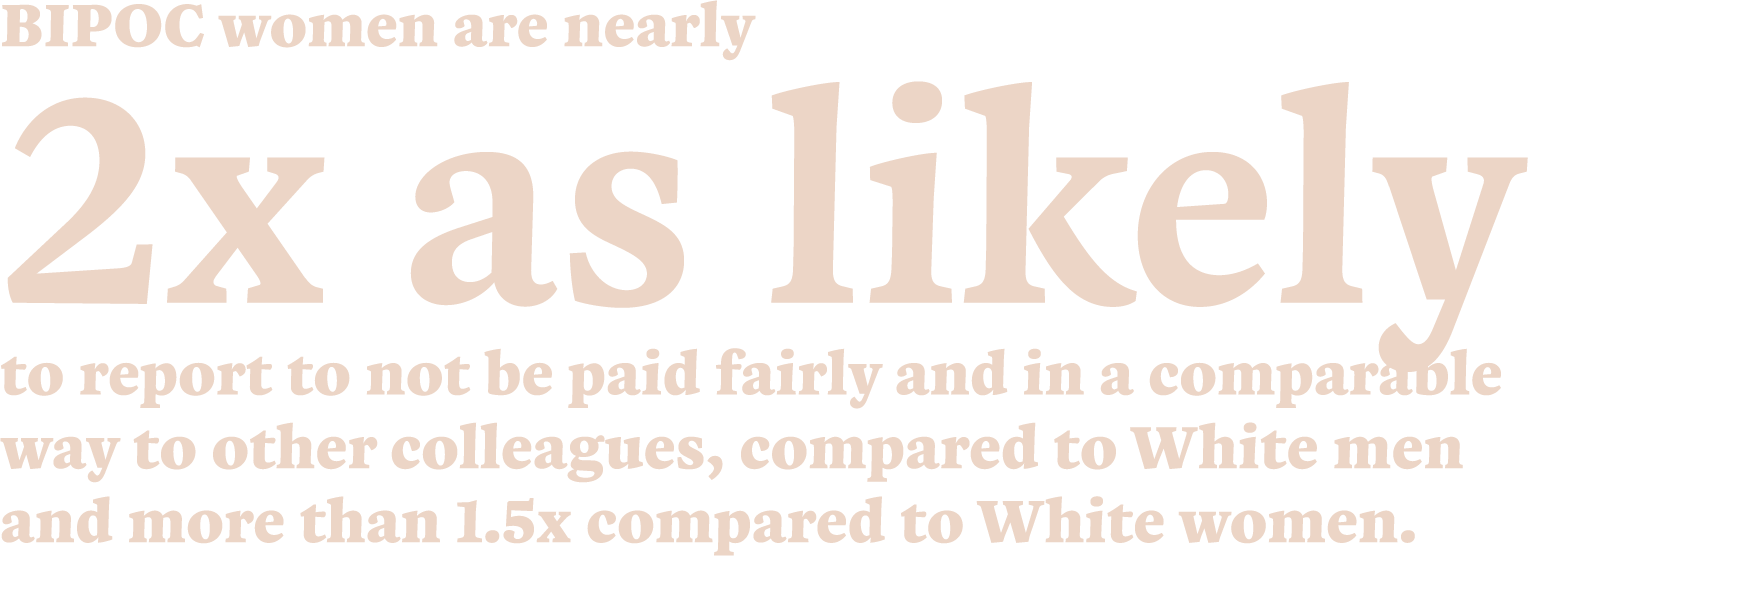 BIPOC women are nearly
2x as likely
to report to not be paid fairly and in a comparable
way to other colleagues, compared to White men
and more than 1.5x compared to White women.